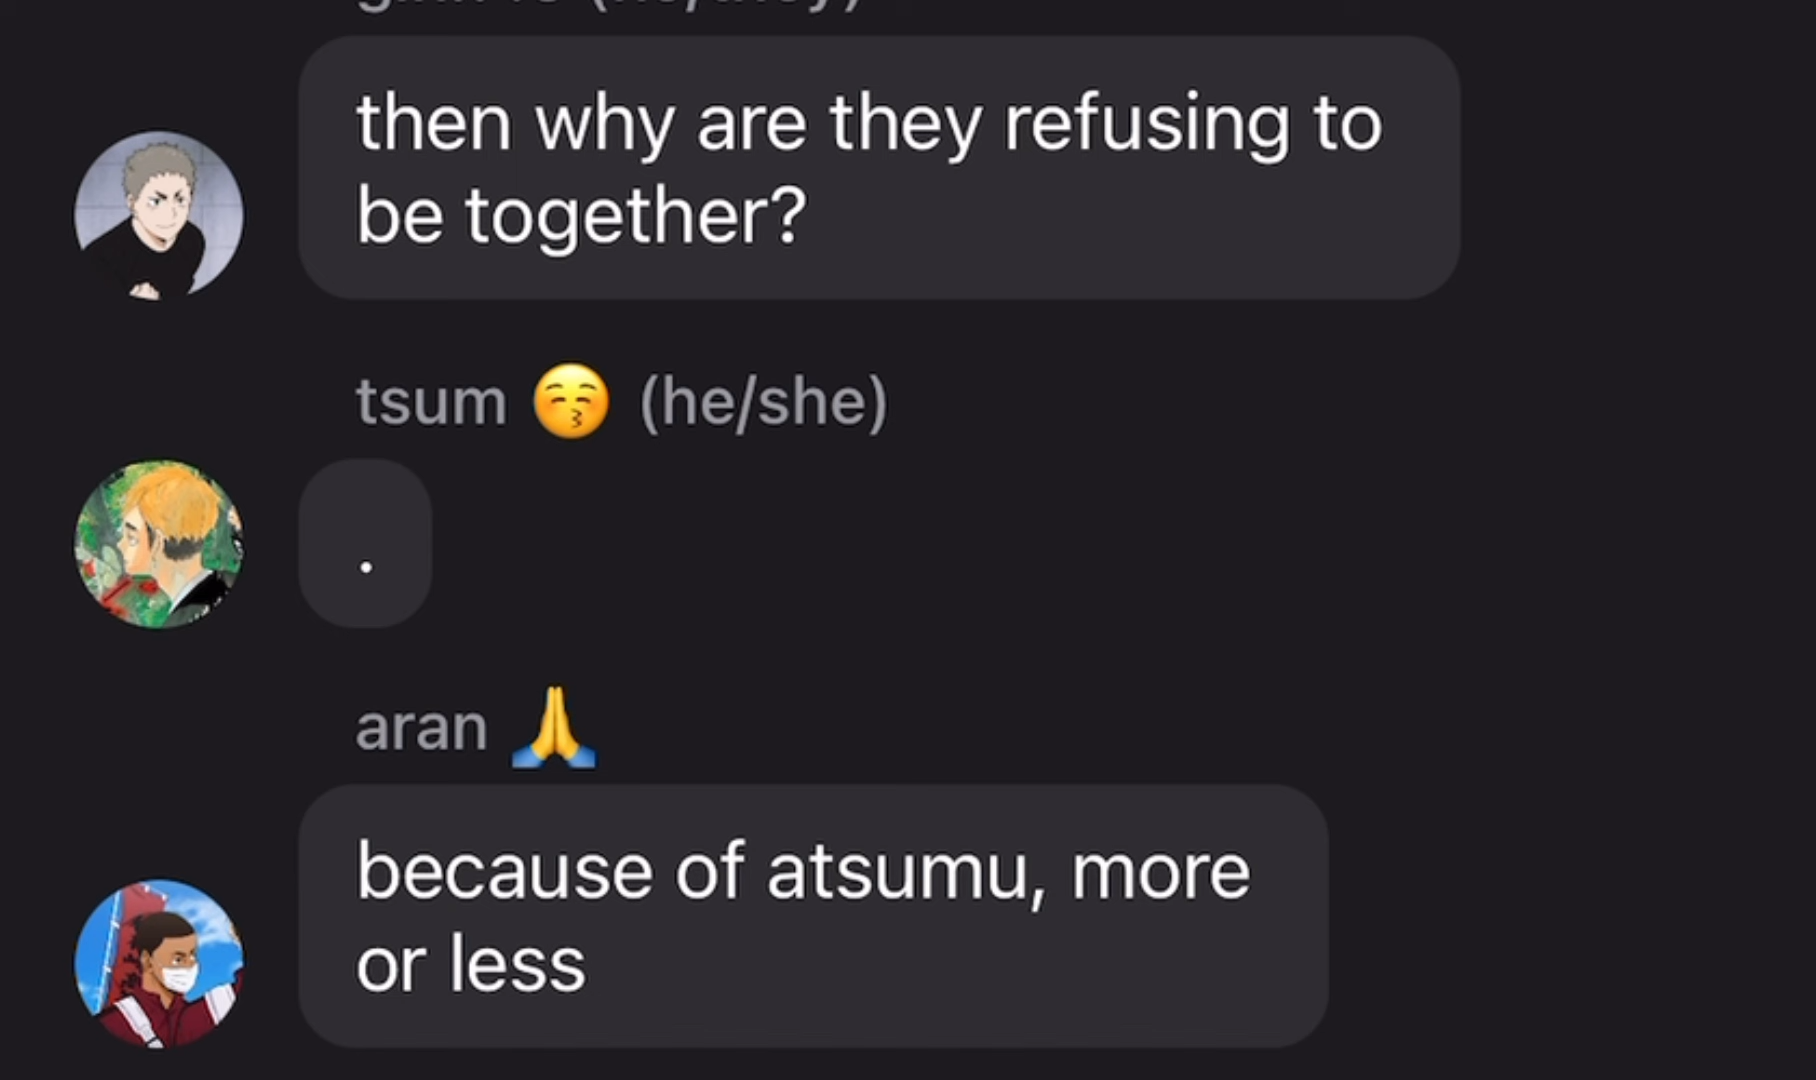 then why are they refusing to
be together?
tsum 😚 (he/she)
.
aran 🙏
because of atsumu, more
or less